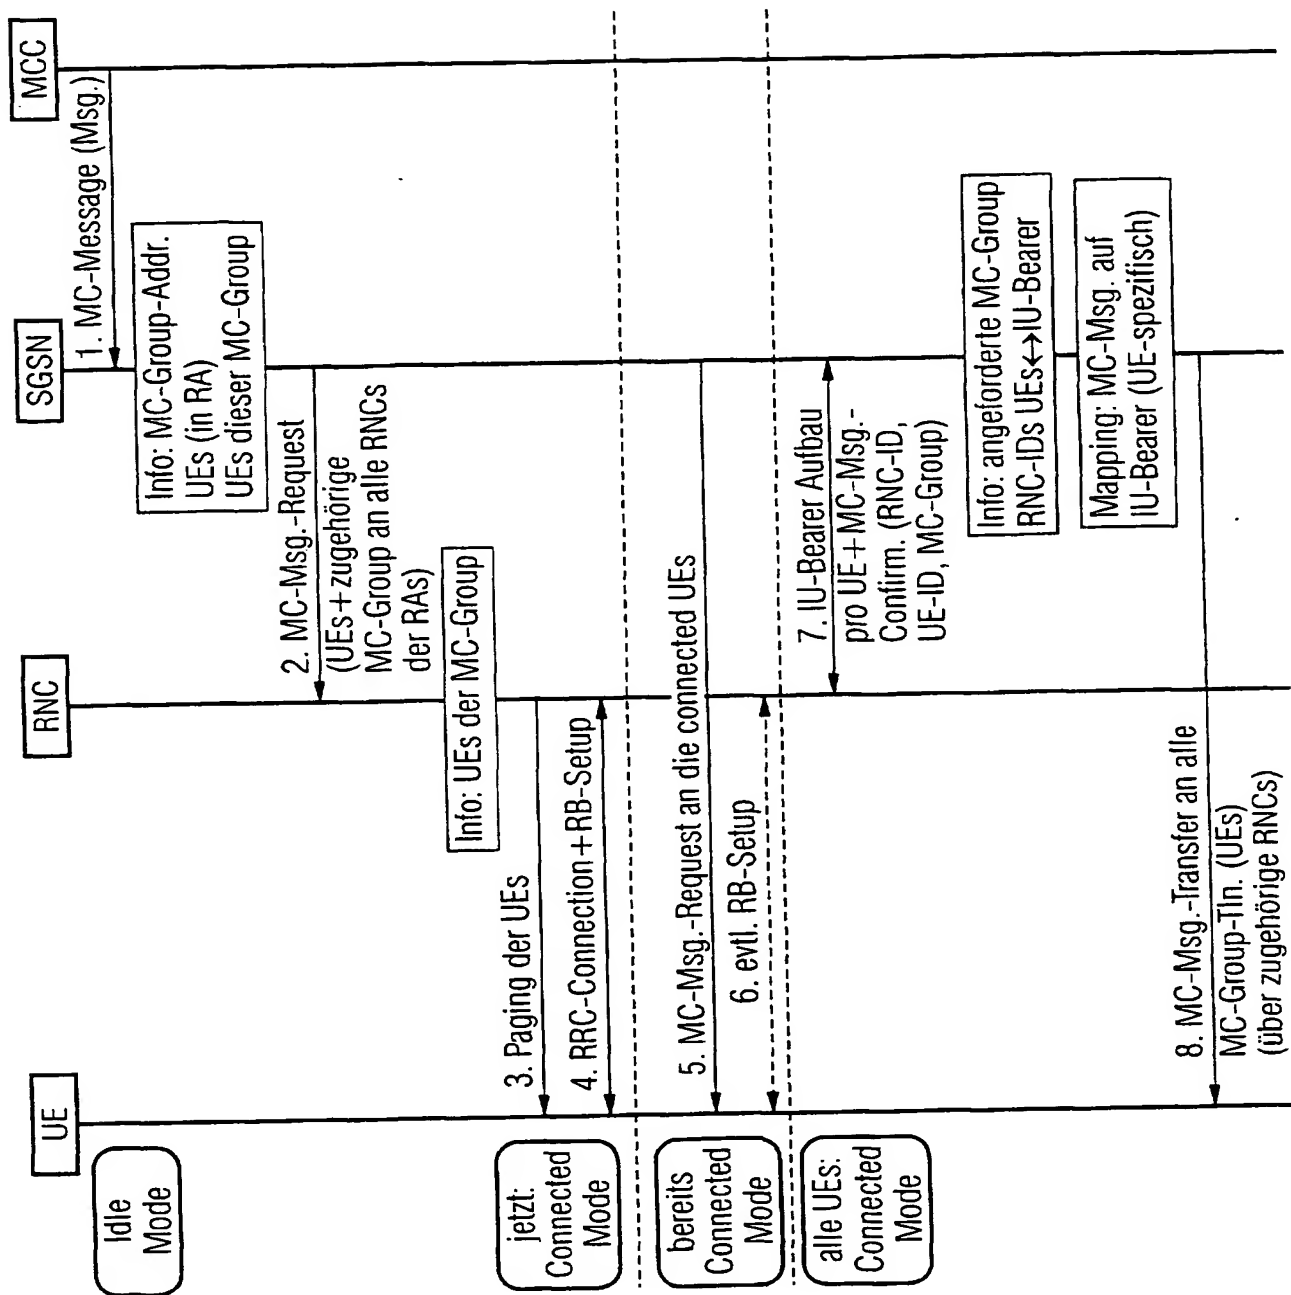 UE
RNC
SGSN
MCC
Idle
Mode
1. MC-Message (Msg.)
Info: MC-Group-Addr.
UEs (in RA)
UEs dieser MC-Group
2. MC-Msg.-Request
(UEs+zugehörige
MC-Group an alle RNCs
der RAs)
Info: UEs der MC-Group
jetzt:
Connected
Mode
3. Paging der UEs
4. RRC-Connection+RB-Setup
bereits
Connected
Mode
5. MC-Msg.-Request an die connected UEs
6. evtl. RB-Setup
alle UEs:
Connected
Mode
7. IU-Bearer Aufbau
pro UE+MC-Msg.-
Confirm. (RNC-ID,
UE-ID, MC-Group)
Info: angeforderte MC-Group
RNC-IDs UEs↔IU-Bearer
Mapping: MC-Msg. auf
IU-Bearer (UE-spezifisch)
8. MC-Msg.-Transfer an alle
MC-Group-Tln. (UEs)
(über zugehörige RNCs)